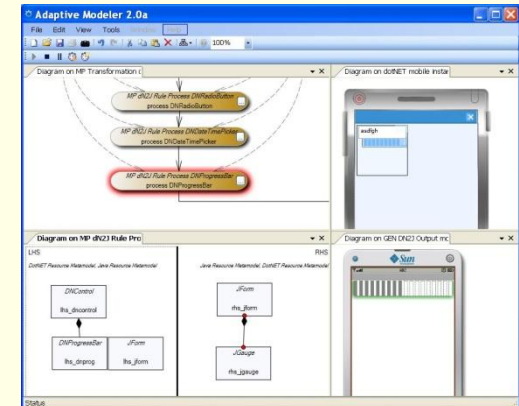 Adaptive Modeler 2.0a
File Edit View Tools Window Help
100%
Diagram on MP Transformation (
MP dN2J Rule Process DNRadioButton
process DNRadioButton
MP dN2J Rule Process DNDateTimePicker
process DNDateTimePicker
MP dN2J Rule Process DNProgressBar
process DNProgressBar
Diagram on dotNET mobile instar
asdfgh
Diagram on MP dN2J Rule Pro
LHS
RHS
DotNET Resource Metamodel, Java Resource Metamodel
Java Resource Metamodel, DotNET Resource Metamodel
DNControl
lhs_dncontrol
DNProgressBar
lhs_dnprog
JForm
lhs_jform
JForm
rhs_jform
JGauge
rhs_jgauge
Diagram on GEN DN2J Output mo
Sun
Status